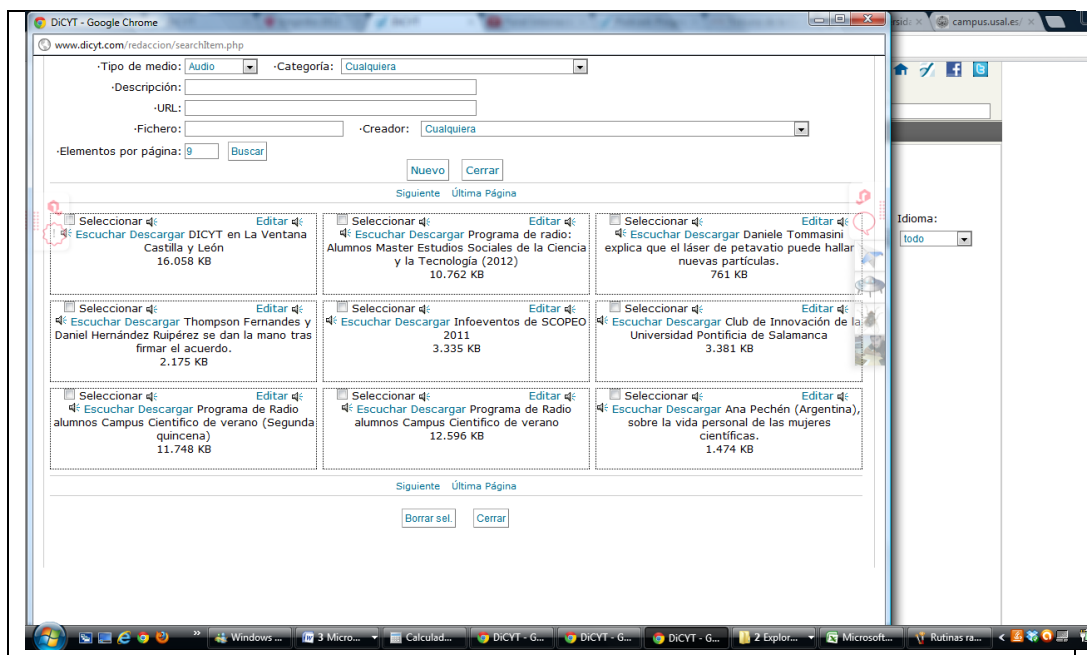 DiCYT - Google Chrome
campus.usal.es/
www.dicyt.com/redaccion/searchItem.php
·Tipo de medio: Audio ·Categoría: Cualquiera
·Descripción:
·URL:
·Fichero: ·Creador: Cualquiera
·Elementos por página: 9 Buscar
Nuevo Cerrar
Siguiente Última Página
Idioma:
todo
Seleccionar Editar
Escuchar Descargar DICYT en La Ventana
Castilla y León
16.058 KB
Seleccionar Editar
Escuchar Descargar Programa de radio:
Alumnos Master Estudios Sociales de la Ciencia
y la Tecnología (2012)
10.762 KB
Seleccionar Editar
Escuchar Descargar Daniele Tommasini
explica que el láser de petavatio puede hallar
nuevas partículas.
761 KB
Seleccionar Editar
Escuchar Descargar Thompson Fernandes y
Daniel Hernández Ruipérez se dan la mano tras
firmar el acuerdo.
2.175 KB
Seleccionar Editar
Escuchar Descargar Infoeventos de SCOPEO
2011
3.335 KB
Seleccionar Editar
Escuchar Descargar Club de Innovación de la
Universidad Pontificia de Salamanca
3.381 KB
Seleccionar Editar
Escuchar Descargar Programa de Radio
alumnos Campus Cientifico de verano (Segunda
quincena)
11.748 KB
Seleccionar Editar
Escuchar Descargar Programa de Radio
alumnos Campus Cientifico de verano
12.596 KB
Seleccionar Editar
Escuchar Descargar Ana Pechén (Argentina),
sobre la vida personal de las mujeres
científicas.
1.474 KB
Siguiente Última Página
Borrar sel. Cerrar
Windows ... 3 Micro... Calculad... DiCYT - G... DiCYT - G... DiCYT - G... 2 Explor... Microsoft... Rutinas ra...